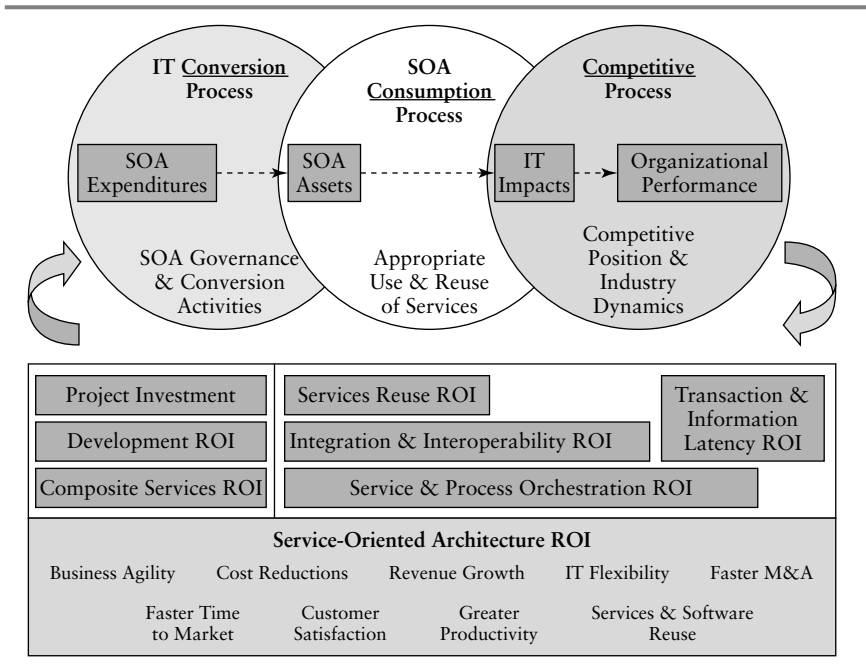 IT Conversion
Process
SOA
Consumption
Process
Competitive
Process
SOA
Expenditures
SOA
Assets
IT
Impacts
Organizational
Performance
SOA Governance
& Conversion
Activities
Appropriate
Use & Reuse
of Services
Competitive
Position &
Industry
Dynamics
Project Investment
Development ROI
Composite Services ROI
Services Reuse ROI
Integration & Interoperability ROI
Service & Process Orchestration ROI
Transaction &
Information
Latency ROI
Service-Oriented Architecture ROI
Business Agility
Cost Reductions
Revenue Growth
IT Flexibility
Faster M&A
Faster Time
to Market
Customer
Satisfaction
Greater
Productivity
Services & Software
Reuse